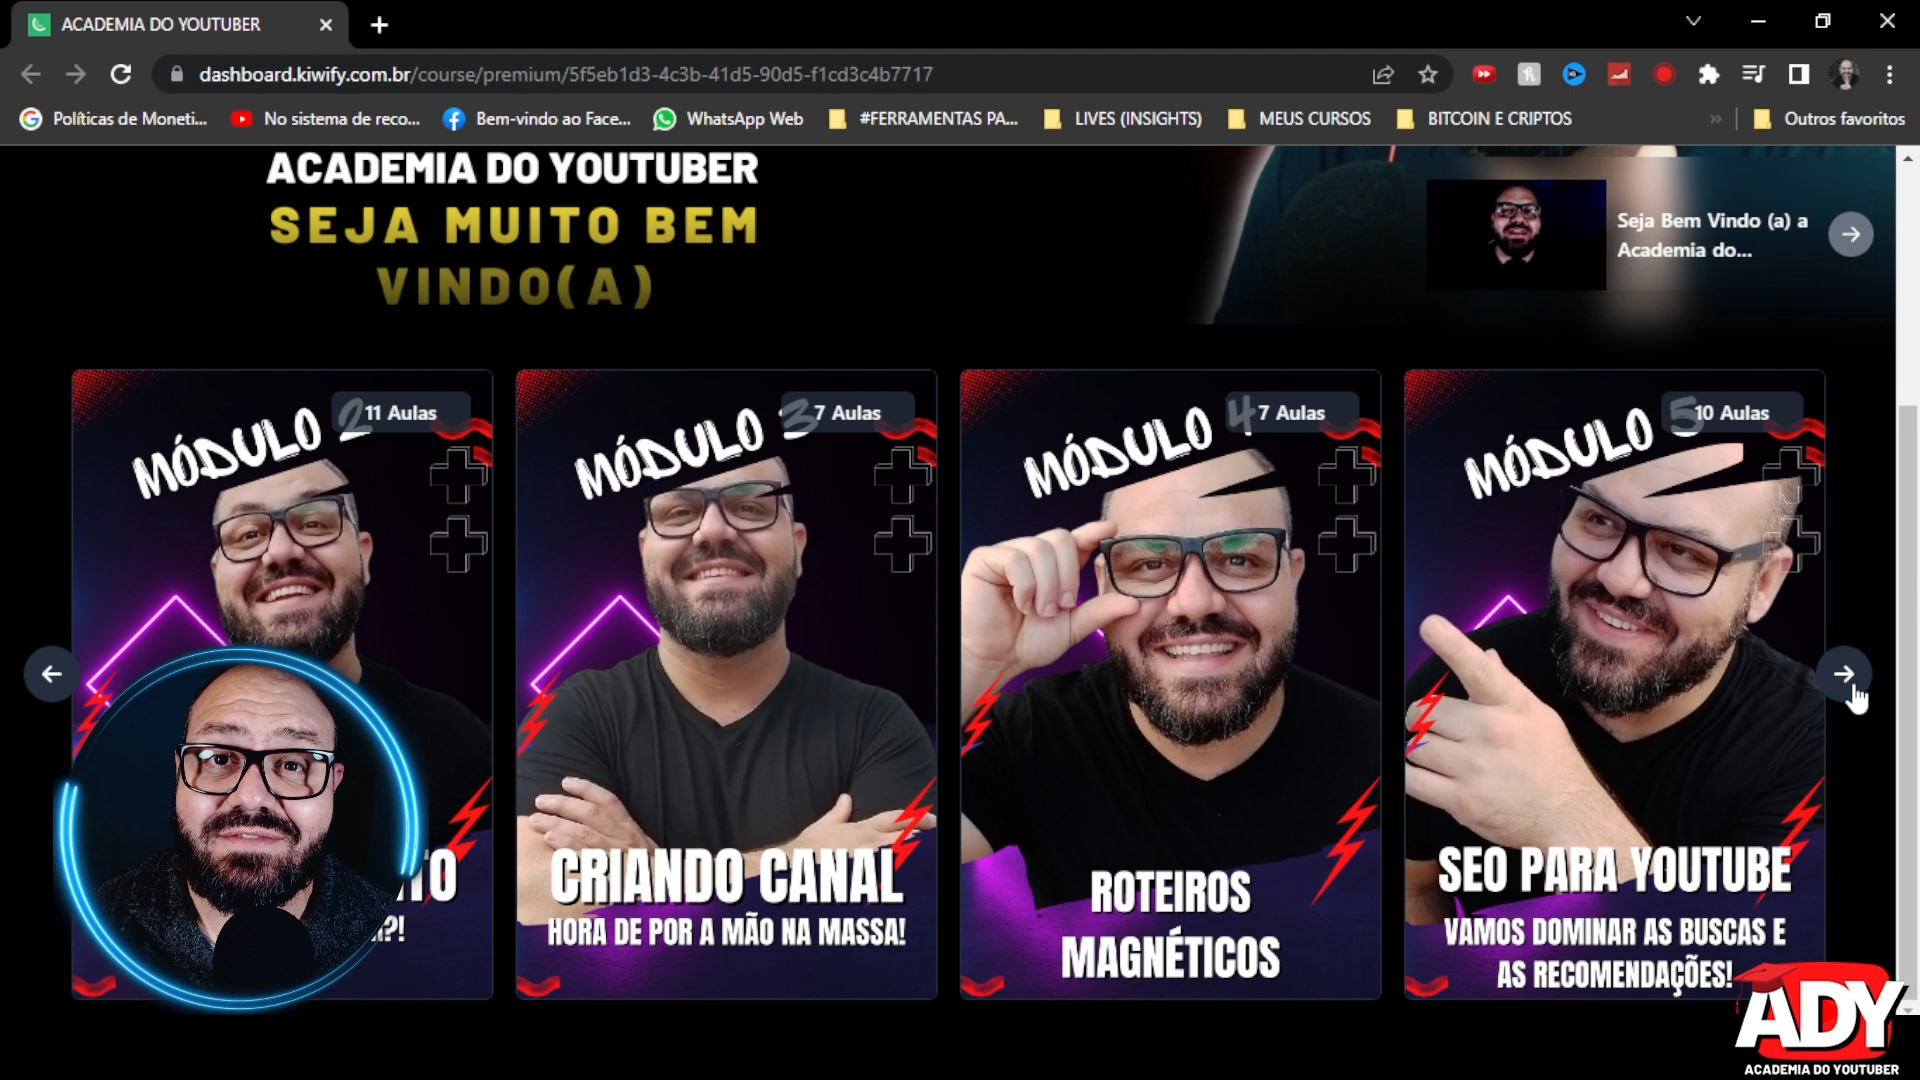 ACADEMIA DO YOUTUBER
dashboard.kiwify.com.br/course/premium/5f5eb1d3-4c3b-41d5-90d5-f1cd3c4b7717
Políticas de Moneti...
No sistema de reco...
Bem-vindo ao Face...
WhatsApp Web
#FERRAMENTAS PA...
LIVES (INSIGHTS)
MEUS CURSOS
BITCOIN E CRIPTOS
»
Outros favoritos
ACADEMIA DO YOUTUBER
SEJA MUITO BEM
VINDO(A)
Seja Bem Vindo (a) a
Academia do...
MÓDULO 2
11 Aulas
TO
?!
MÓDULO 3
7 Aulas
CRIANDO CANAL
HORA DE POR A MÃO NA MASSA!
MÓDULO 4
7 Aulas
ROTEIROS
MAGNÉTICOS
MÓDULO 5
10 Aulas
SEO PARA YOUTUBE
VAMOS DOMINAR AS BUSCAS E
AS RECOMENDAÇÕES!
ADY
ACADEMIA DO YOUTUBER